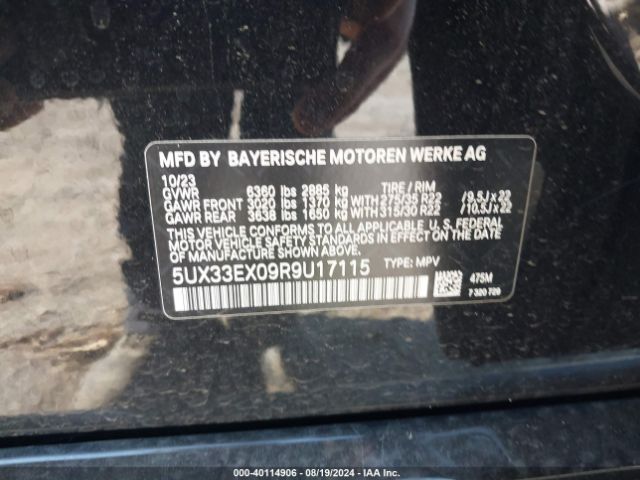 MFD BY BAYERISCHE MOTOREN WERKE AG
10/23
GVWR 6360 lbs 2885 kg TIRE / RIM
GAWR FRONT 3020 lbs 1370 kg WITH 275/35 R22 / 9,5J x 22
GAWR REAR 3638 lbs 1650 kg WITH 315/30 R22 / 10,5J x 22
THIS VEHICLE CONFORMS TO ALL APPLICABLE U.S. FEDERAL
MOTOR VEHICLE SAFETY STANDARDS IN EFFECT ON THE DATE OF
MANUFACTURE SHOWN ABOVE.
5UX33EX09R9U17115 TYPE: MPV
475M
7 320 729
000-40114906 - 08/19/2024 - IAA Inc.